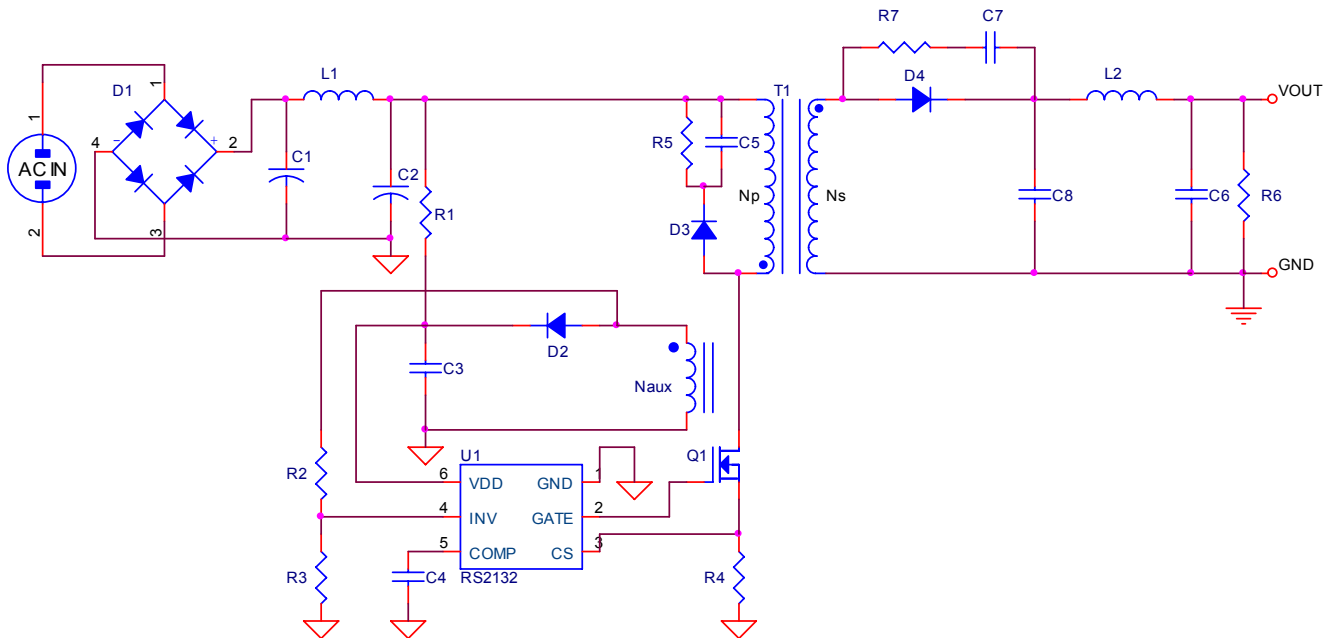 R7
C7
D1
L1
T1
D4
L2
VOUT
1
1
4
-
+
2
AC IN
C1
C2
R5
C5
R1
Np
Ns
C8
C6
R6
D3
2
3
GND
D2
C3
Naux
U1
Q1
R2
6
VDD
GND
1
4
INV
GATE
2
5
COMP
CS
3
R3
C4
RS2132
R4